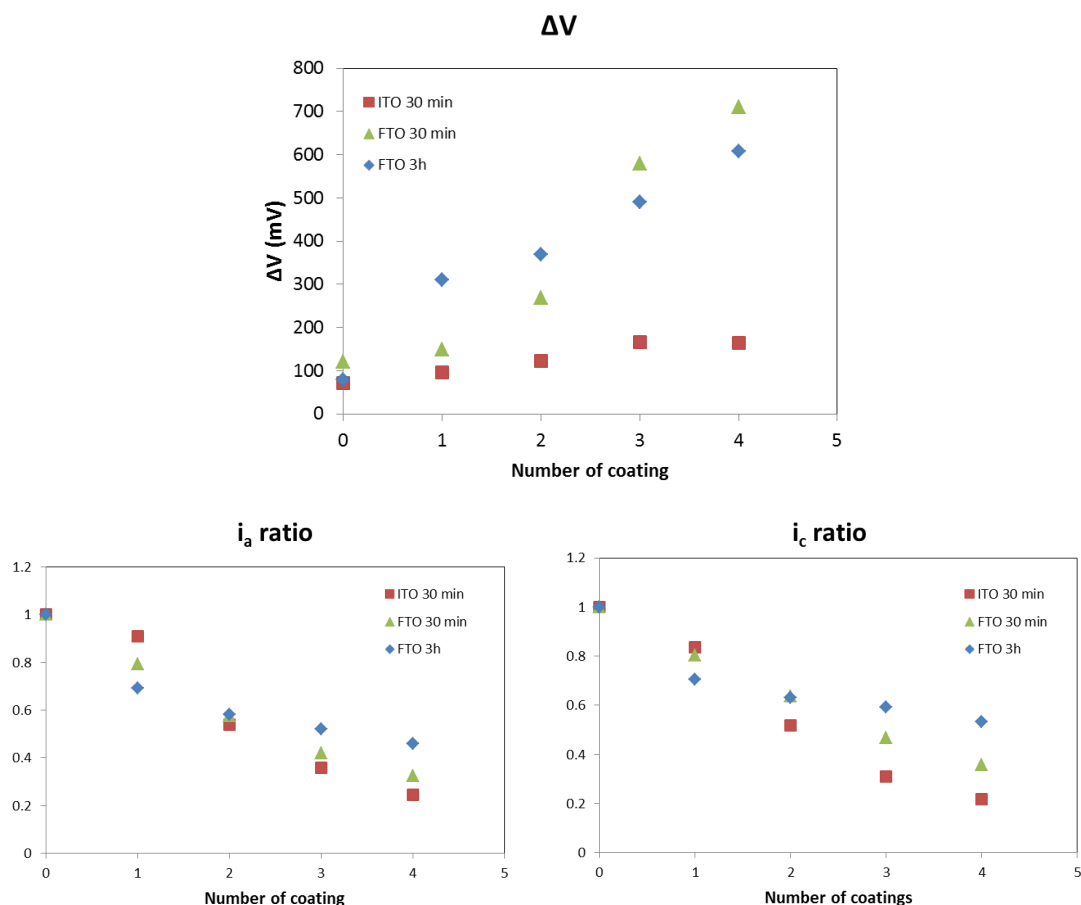 ΔV
800
700
600
500
400
300
200
100
0
ΔV (mV)
ITO 30 min
FTO 30 min
FTO 3h
0 1 2 3 4 5
Number of coating
iₐ ratio
1.2
1
0.8
0.6
0.4
0.2
0
ITO 30 min
FTO 30 min
FTO 3h
0 1 2 3 4 5
Number of coating
i_c ratio
1.2
1
0.8
0.6
0.4
0.2
0
ITO 30 min
FTO 30 min
FTO 3h
0 1 2 3 4 5
Number of coatings